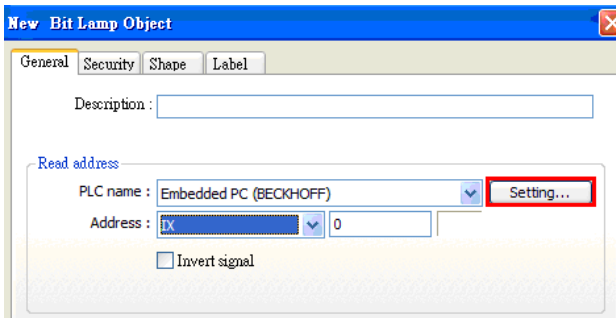 New Bit Lamp Object
General Security Shape Label
Description :
Read address
PLC name : Embedded PC (BECKHOFF) Setting...
Address : IX 0
Invert signal